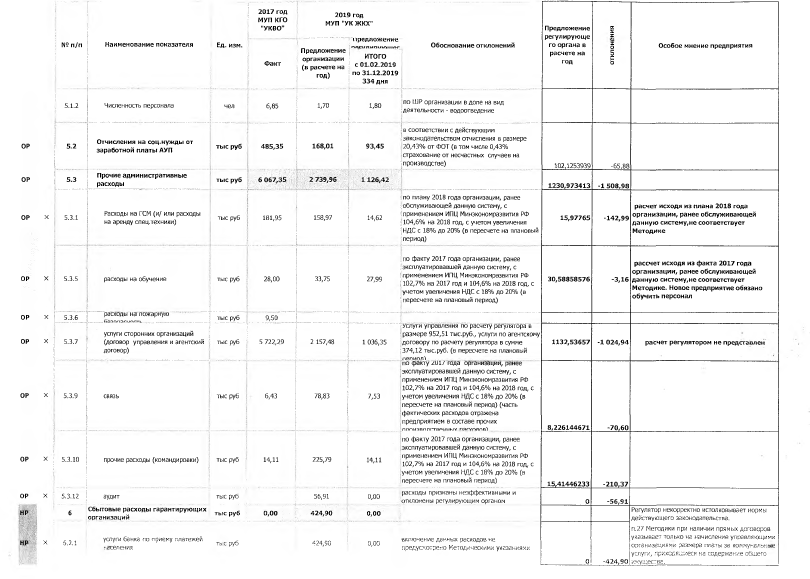 2017 год
МУП КГО
"УКВО"
2019 год
МУП "УК ЖКХ"
№ п/п
Наименование показателя
Ед. изм.
Факт
Предложение
организации
(в расчете на
год)
ИТОГО
с 01.02.2019
по 31.12.2019
334 дня
Обоснование отклонений
Предложение
регулирующе
го органа в
расчете на
год
отклонения
Особое мнение предприятия
5.1.2 Численность персонала чел 6,85 1,70 1,80
по ШР организации в доле на вид
деятельности - водоотведение
ОР 5.2 Отчисления на соц.нужды от
заработной платы АУП
тыс руб 485,35 168,01 93,45
в соответствии с действующим
законодательством отчисления в размере
20,43% от ФОТ (в том числе 0,43%
страхование от несчастных случаев на
производстве)
102,1253939 -65,88
ОР 5.3 Прочие административные
расходы
тыс руб 6 067,35 2 739,96 1 126,42
1230,973413 -1 508,98
ОР × 5.3.1 Расходы на ГСМ (и/ или расходы
на аренду спец.техники)
тыс руб 181,95 158,97 14,62
по плану 2018 года организации, ранее
обслуживающей данную систему, с
применением ИПЦ Минэкономразвития РФ
104,6% на 2018 год, с учетом увеличения
НДС с 18% до 20% (в пересчете на плановый
период)
15,97765 -142,99
расчет исходя из плана 2018 года
организации, ранее обслуживающей
данную систему,не соответствует
Методике
ОР × 5.3.5 расходы на обучение тыс руб 28,00 33,75 27,99
по факту 2017 года организации, ранее
эксплуатировавшей данную систему, с
применением ИПЦ Минэкономразвития РФ
102,7% на 2017 год и 104,6% на 2018 год, с
учетом увеличения НДС с 18% до 20% (в
пересчете на плановый период)
30,58858576 -3,16
рассчет исходя из факта 2017 года
организации, ранее обслуживающей
данную систему,не соответствует
Методике. Новое предприятие обязано
обучить персонал
ОР × 5.3.6 расходы на пожарную
тыс руб 9,50
ОР × 5.3.7 услуги сторонних организаций
(договор управления и агентский
договор)
тыс руб 5 722,29 2 157,48 1 036,35
Услуги управления по расчету регулятора в
размере 952,51 тыс.руб., услуги по агентскому
договору по расчету регулятора в сумме
374,12 тыс.руб. (в пересчете на плановый
1132,53657 -1 024,94
расчет регулятором не представлен
ОР × 5.3.9 связь тыс руб 6,43 78,83 7,53
по факту 2017 года организации, ранее
эксплуатировавшей данную систему, с
применением ИПЦ Минэкономразвития РФ
102,7% на 2017 год и 104,6% на 2018 год, с
учетом увеличения НДС с 18% до 20% (в
пересчете на плановый период) (часть
фактических расходов отражена
предприятием в составе прочих
8,226144671 -70,60
ОР × 5.3.10 прочие расходы (командировки) тыс руб 14,11 225,79 14,11
по факту 2017 года организации, ранее
эксплуатировавшей данную систему, с
применением ИПЦ Минэкономразвития РФ
102,7% на 2017 год и 104,6% на 2018 год, с
учетом увеличения НДС с 18% до 20% (в
пересчете на плановый период)
15,41446233 -210,37
ОР × 5.3.12 аудит тыс руб 56,91 0,00
расходы признаны неэффективными и
отклонены регулирующим органом
0 -56,91
НР 6 Сбытовые расходы гарантирующих
организаций
тыс руб 0,00 424,90 0,00
Регулятор некорректно истолковывает нормы
действующего законодательства.
НР × 6.2.1 услуги банка по приему платежей
населения
тыс руб 424,90 0,00
включение данных расходов не
предусмотрено Методическими указаниями
0 -424,90
п.27 Методики при наличии прямых договоров
указывает только на начисление управляющими
организациями размера платы за коммунальные
услуги, приходящиеся на содержание общего
имущества.